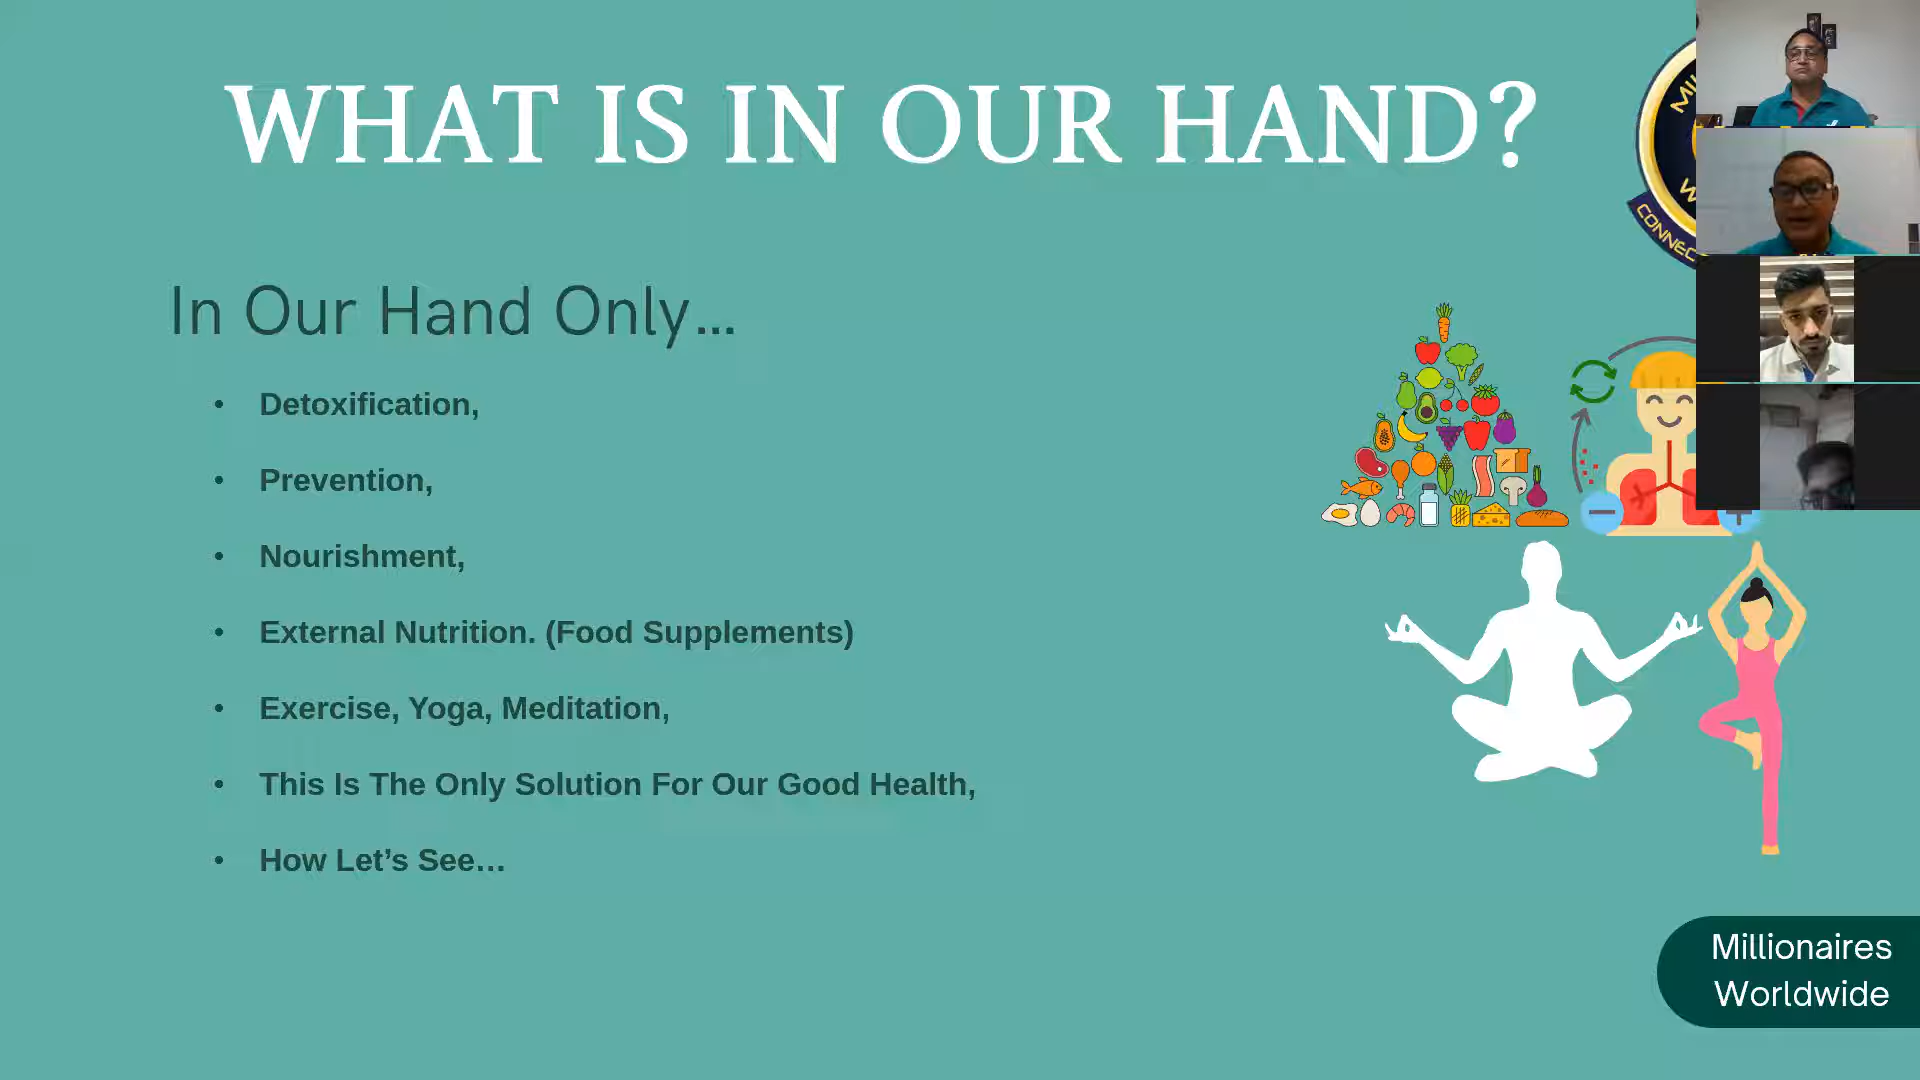 WHAT IS IN OUR HAND?
In Our Hand Only...
• Detoxification,
• Prevention,
• Nourishment,
• External Nutrition. (Food Supplements)
• Exercise, Yoga, Meditation,
• This Is The Only Solution For Our Good Health,
• How Let’s See…
Millionaires
Worldwide